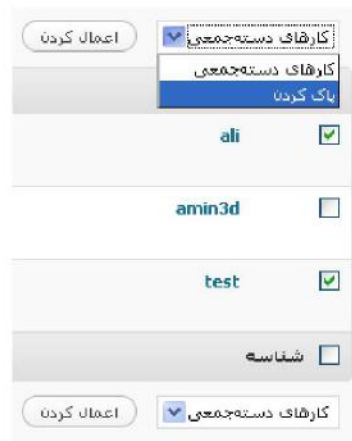 کارهای دسته‌جمعی اعمال کردن
کارهای دسته‌جمعی
پاک کردن
ali
amin3d
test
شناسه
کارهای دسته‌جمعی اعمال کردن